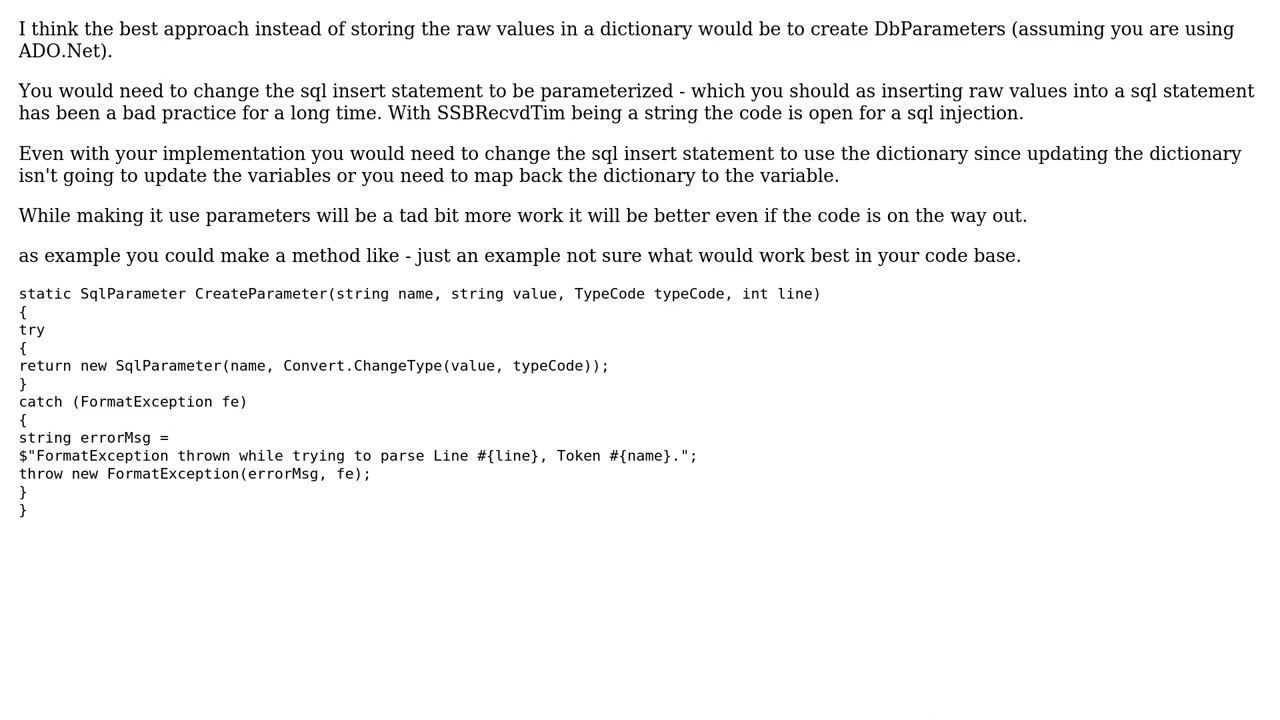 I think the best approach instead of storing the raw values in a dictionary would be to create DbParameters (assuming you are using
ADO.Net).
You would need to change the sql insert statement to be parameterized - which you should as inserting raw values into a sql statement
has been a bad practice for a long time. With SSBRecvdTim being a string the code is open for a sql injection.
Even with your implementation you would need to change the sql insert statement to use the dictionary since updating the dictionary
isn't going to update the variables or you need to map back the dictionary to the variable.
While making it use parameters will be a tad bit more work it will be better even if the code is on the way out.
as example you could make a method like - just an example not sure what would work best in your code base.
static SqlParameter CreateParameter(string name, string value, TypeCode typeCode, int line)
{
try
{
return new SqlParameter(name, Convert.ChangeType(value, typeCode));
}
catch (FormatException fe)
{
string errorMsg =
$"FormatException thrown while trying to parse Line #{line}, Token #{name}.";
throw new FormatException(errorMsg, fe);
}
}